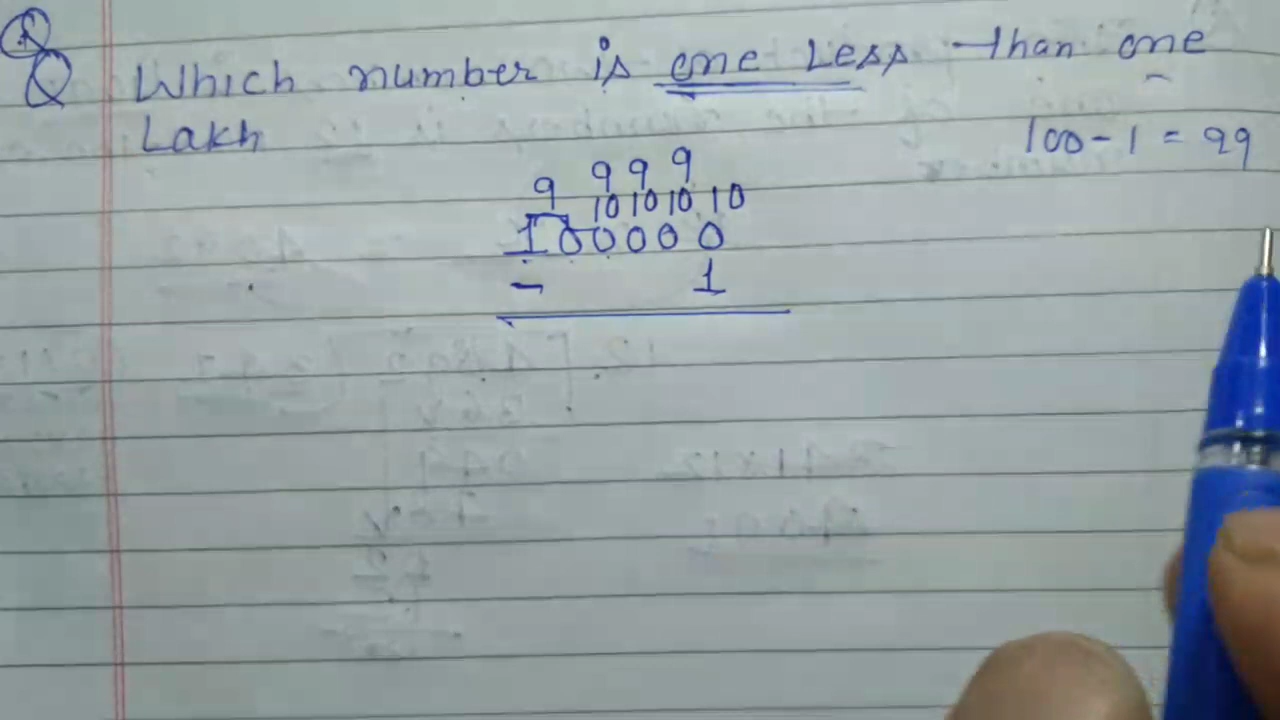 Q
Q Which number is one Less than one
Lakh
100 - 1 = 99
9 9 9 9
10 10 10 10
100000
- 1